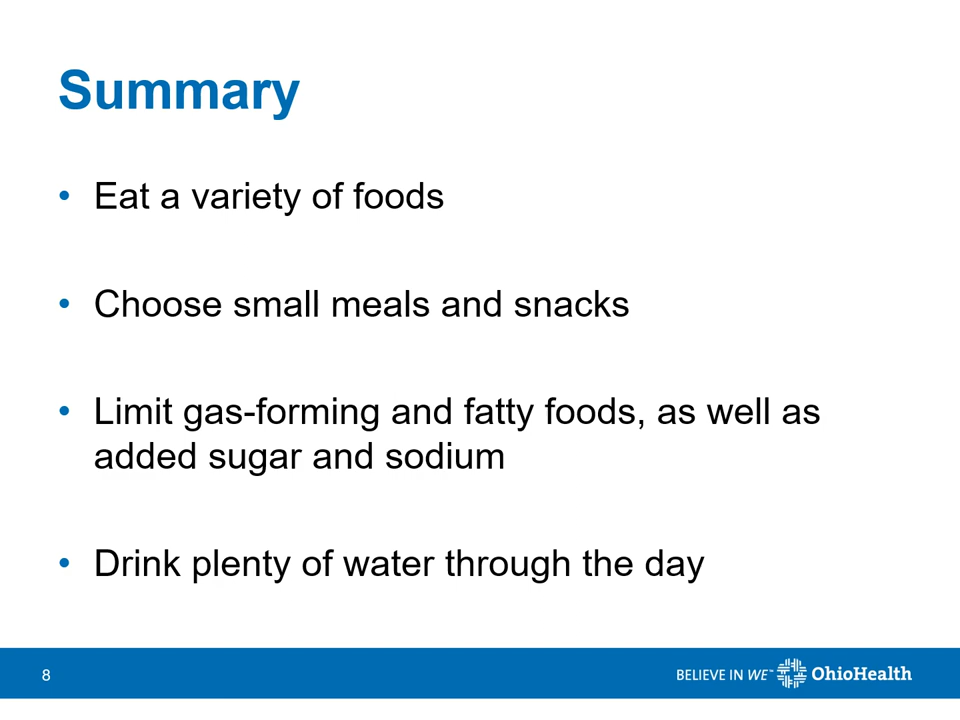 Summary
• Eat a variety of foods
• Choose small meals and snacks
• Limit gas-forming and fatty foods, as well as
added sugar and sodium
• Drink plenty of water through the day
8
BELIEVE IN WE™ OhioHealth